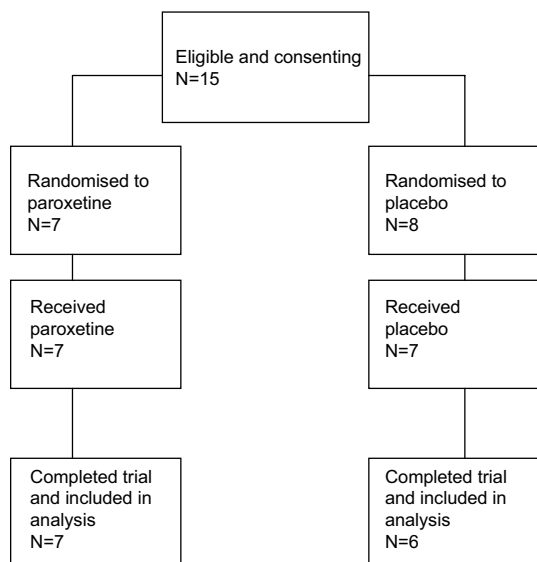 Eligible and consenting
N=15
Randomised to
paroxetine
N=7
Randomised to
placebo
N=8
Received
paroxetine
N=7
Received
placebo
N=7
Completed trial
and included in
analysis
N=7
Completed trial
and included in
analysis
N=6